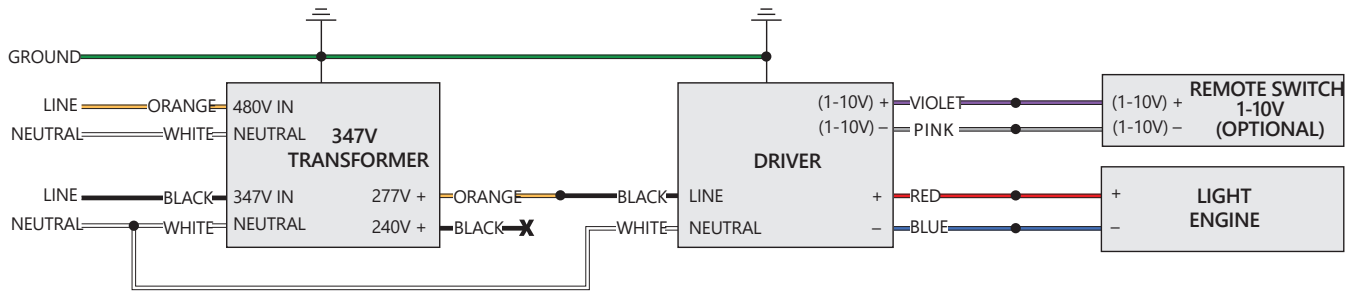 GROUND
LINE ORANGE 480V IN
NEUTRAL WHITE NEUTRAL
347V
TRANSFORMER
LINE BLACK 347V IN
NEUTRAL WHITE NEUTRAL
277V + ORANGE
240V + BLACK X
BLACK LINE
WHITE NEUTRAL
DRIVER
(1-10V) + VIOLET
(1-10V) – PINK
+ RED
– BLUE
(1-10V) +
(1-10V) –
REMOTE SWITCH
1-10V
(OPTIONAL)
+
–
LIGHT
ENGINE